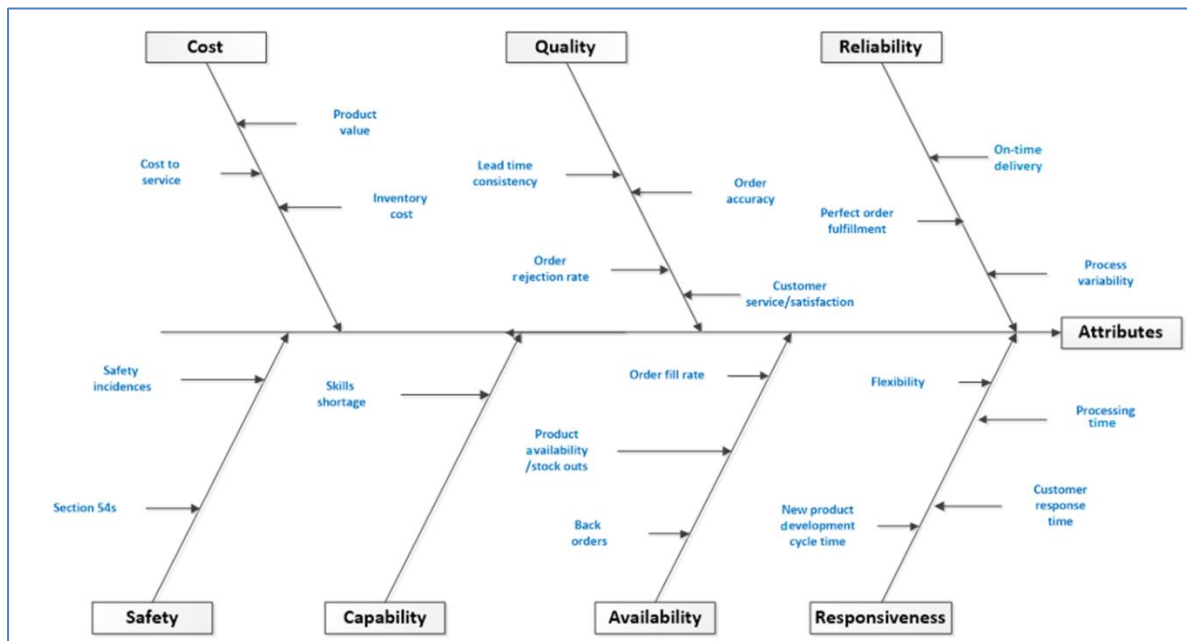 Cost
Quality
Reliability
Product
value
Cost to
service
Inventory
cost
Lead time
consistency
Order
accuracy
Order
rejection rate
Customer
service/satisfaction
On-time
delivery
Perfect order
fulfillment
Process
variability
Attributes
Safety
incidences
Section 54s
Skills
shortage
Order fill rate
Product
availability
/stock outs
Back
orders
Flexibility
Processing
time
Customer
response
time
New product
development
cycle time
Safety
Capability
Availability
Responsiveness